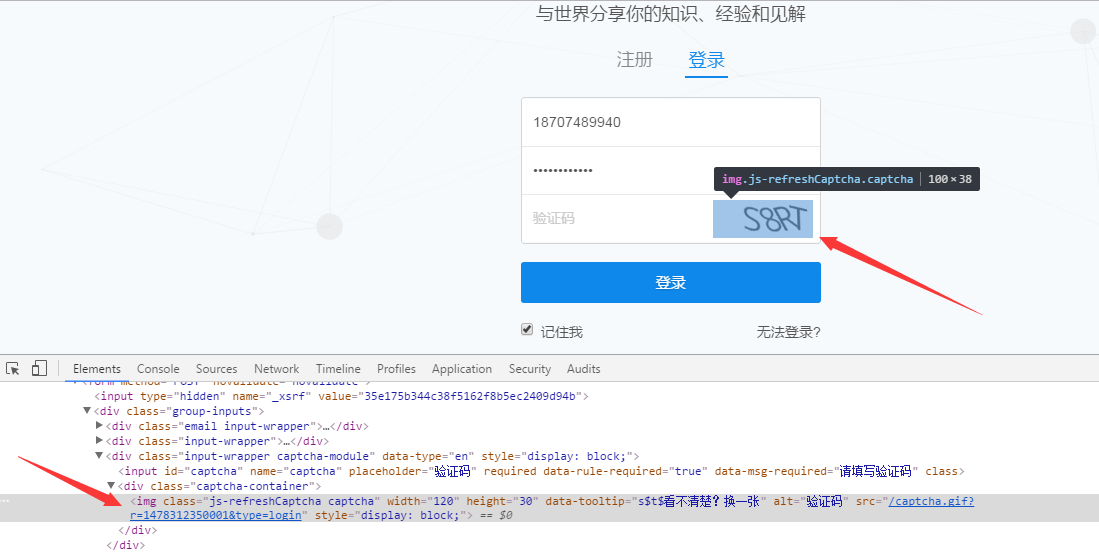 与世界分享你的知识、经验和见解
注册 登录
18707489940
••••••••••••
img.js-refreshCaptcha.captcha 100 × 38
验证码
登录
记住我 无法登录?
Elements Console Sources Network Timeline Profiles Application Security Audits
<form method="POST" novalidate="novalidate">
<input type="hidden" name="_xsrf" value="35e175b344c38f5162f8b5ec2409d94b">
▼<div class="group-inputs">
▶<div class="email input-wrapper">…</div>
▶<div class="input-wrapper">…</div>
▼<div class="input-wrapper captcha-module" data-type="en" style="display: block;">
<input id="captcha" name="captcha" placeholder="验证码" required data-rule-required="true" data-msg-required="请填写验证码" class>
▼<div class="captcha-container">
<img class="js-refreshCaptcha captcha" width="120" height="30" data-tooltip="s$t$看不清楚？换一张" alt="验证码" src="/captcha.gif?
r=1478312350001&type=login" style="display: block;"> == $0
</div>
</div>